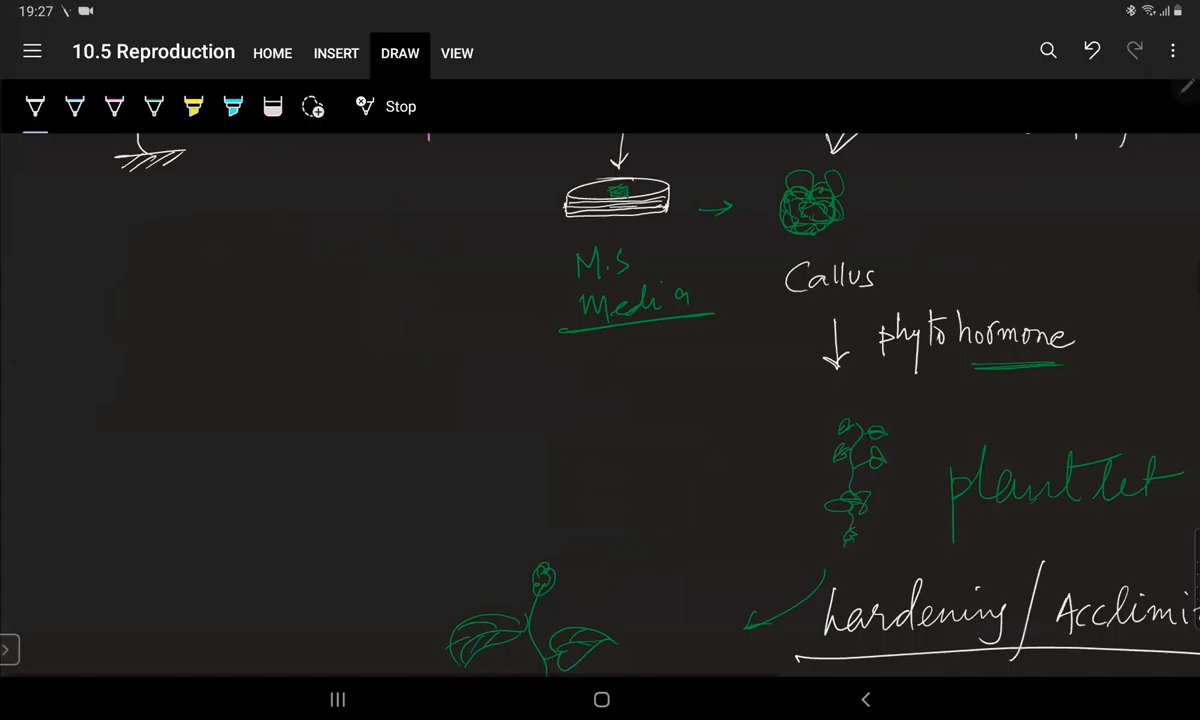 19:27
10.5 Reproduction HOME INSERT DRAW VIEW
Stop
M.S
Media
Callus
phytohormone
plantlet
hardening/Acclimi